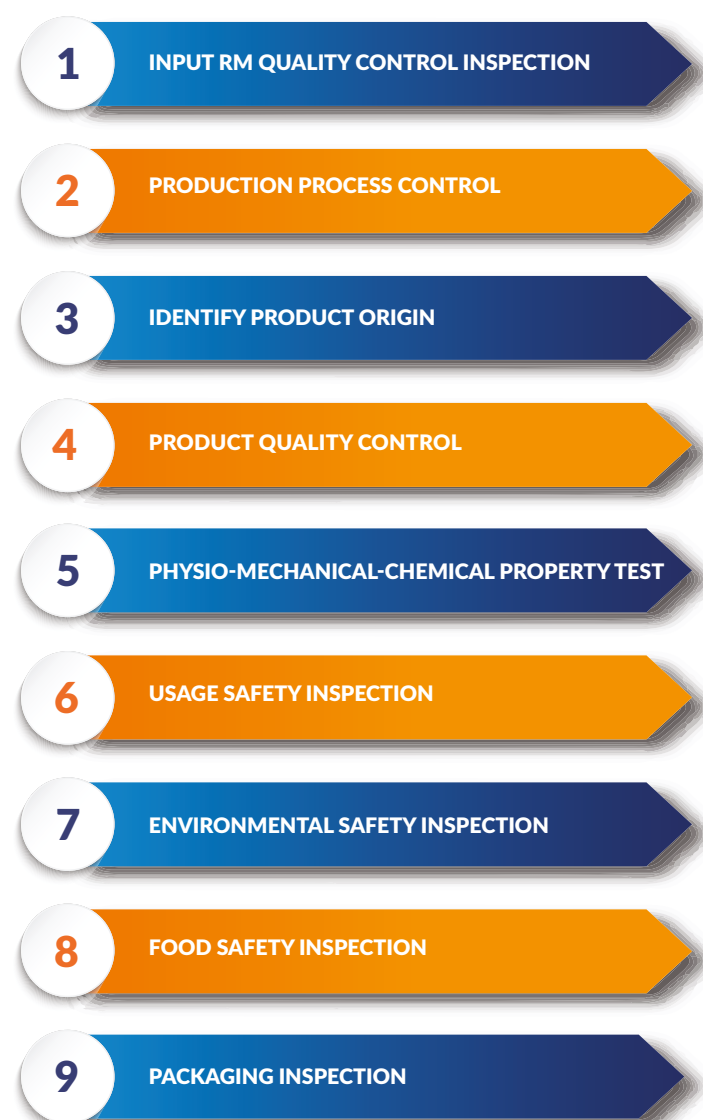 1 INPUT RM QUALITY CONTROL INSPECTION
2 PRODUCTION PROCESS CONTROL
3 IDENTIFY PRODUCT ORIGIN
4 PRODUCT QUALITY CONTROL
5 PHYSIO-MECHANICAL-CHEMICAL PROPERTY TEST
6 USAGE SAFETY INSPECTION
7 ENVIRONMENTAL SAFETY INSPECTION
8 FOOD SAFETY INSPECTION
9 PACKAGING INSPECTION